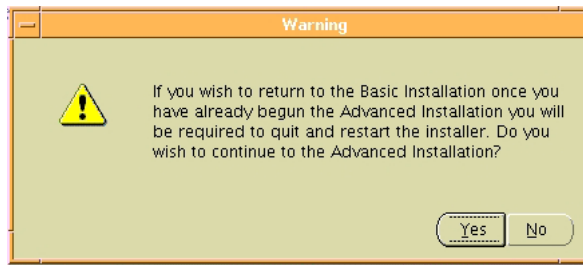 Warning
If you wish to return to the Basic Installation once you
have already begun the Advanced Installation you will
be required to quit and restart the installer. Do you
wish to continue to the Advanced Installation?
Yes No